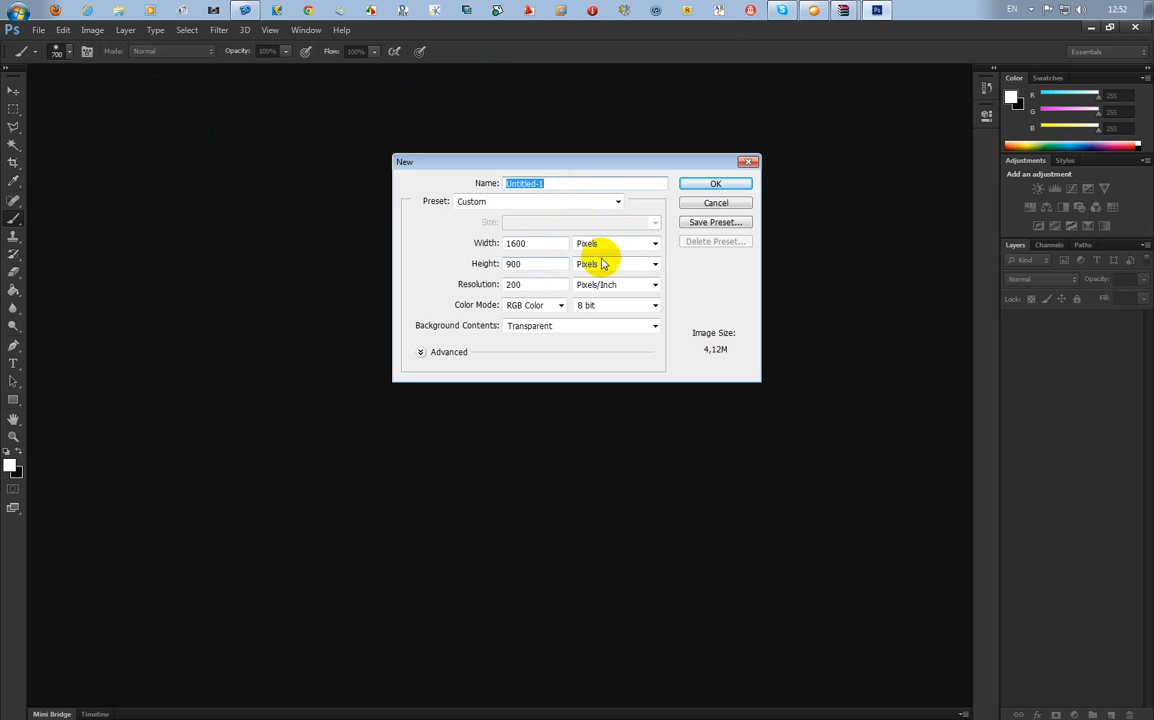 EN 12:52
Ps File Edit Image Layer Type Select Filter 3D View Window Help
700 Mode: Normal Opacity: 100% Flow: 100% Essentials
Color Swatches
R 255
G 255
B 255
Adjustments Styles
Add an adjustment
Layers Channels Paths
Kind
Normal Opacity:
Lock: Fill:
New
Name: Untitled-1 OK
Preset: Custom Cancel
Size: Save Preset...
Width: 1600 Pixels Delete Preset...
Height: 900 Pixels
Resolution: 200 Pixels/Inch
Color Mode: RGB Color 8 bit
Background Contents: Transparent
Image Size:
4,12M
Advanced
Mini Bridge Timeline